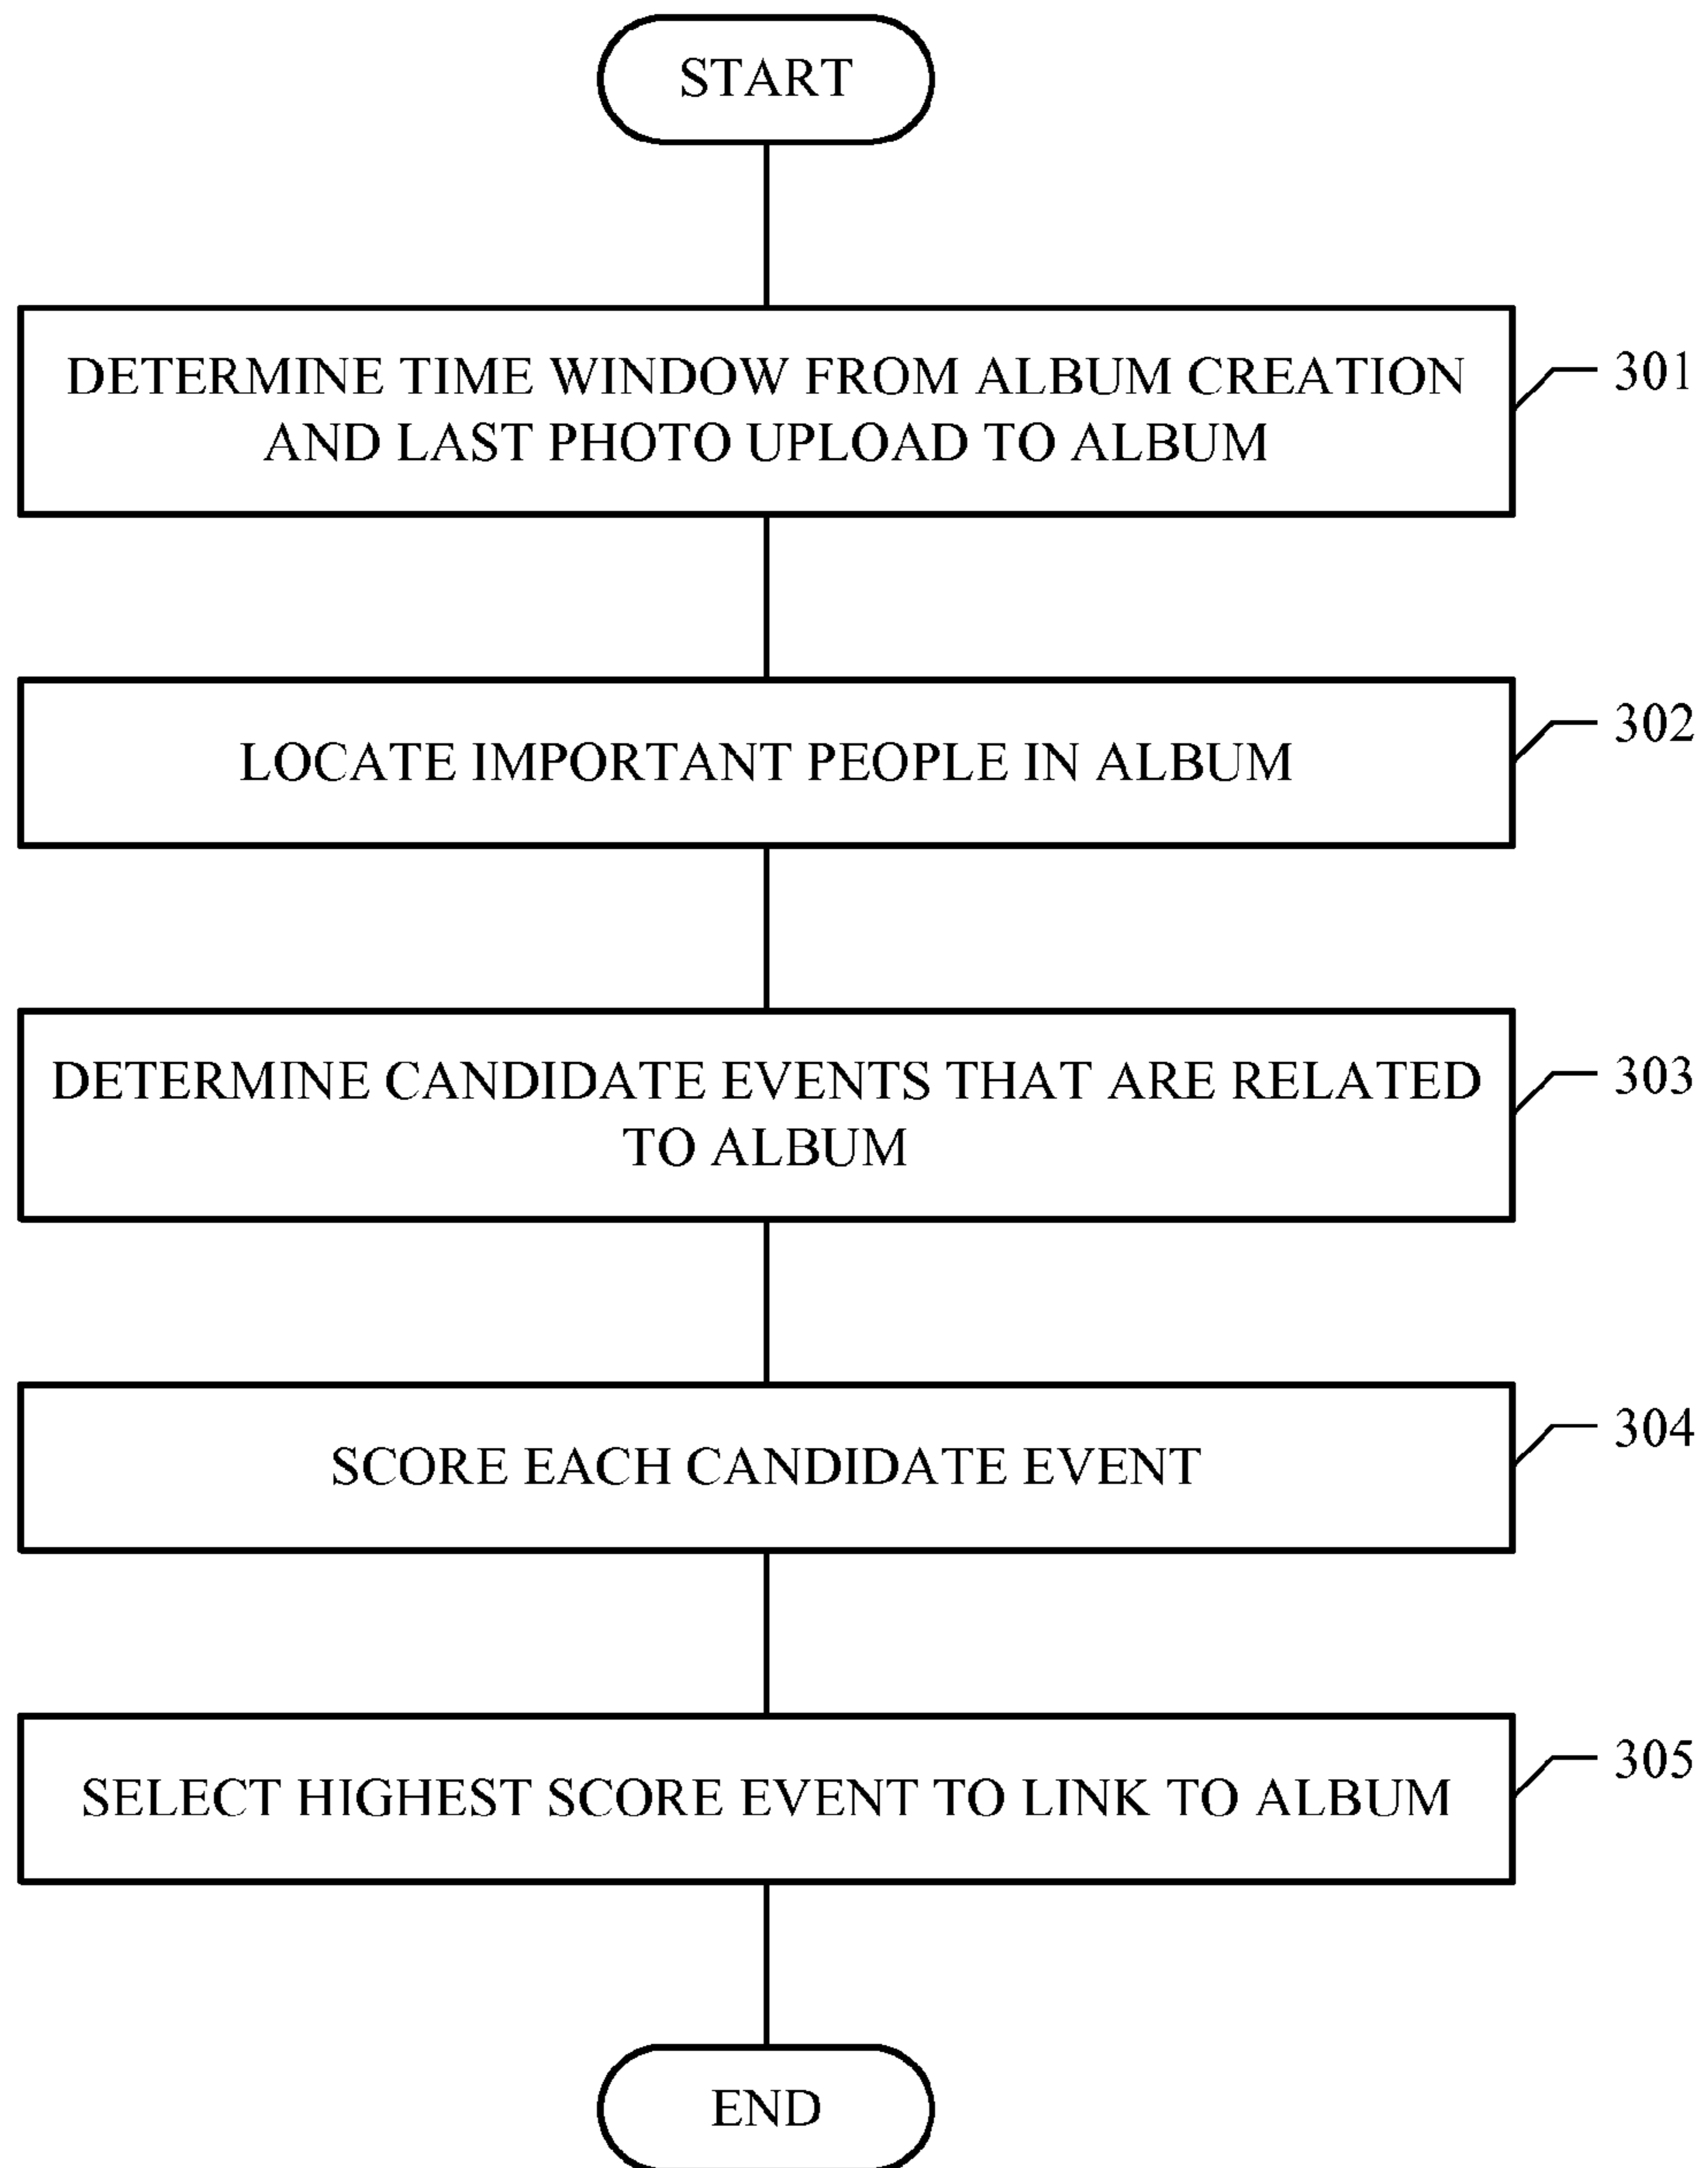 START
DETERMINE TIME WINDOW FROM ALBUM CREATION
AND LAST PHOTO UPLOAD TO ALBUM
301
LOCATE IMPORTANT PEOPLE IN ALBUM
302
DETERMINE CANDIDATE EVENTS THAT ARE RELATED
TO ALBUM
303
SCORE EACH CANDIDATE EVENT
304
SELECT HIGHEST SCORE EVENT TO LINK TO ALBUM
305
END